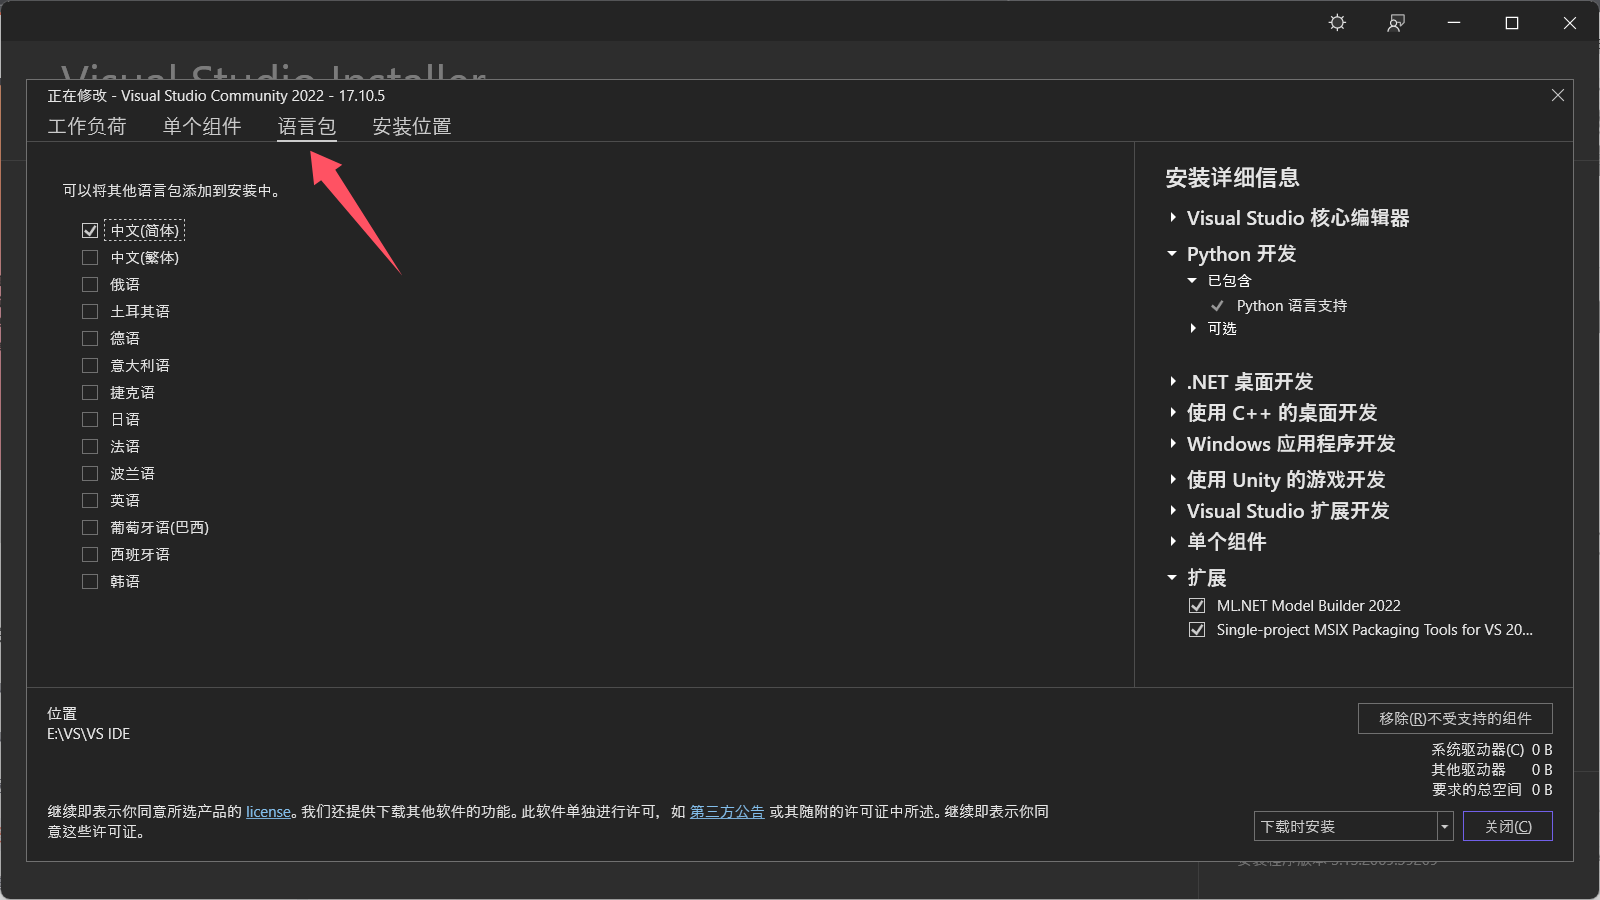 Visual Studio Installer
正在修改 - Visual Studio Community 2022 - 17.10.5
工作负荷 单个组件 语言包 安装位置
可以将其他语言包添加到安装中。
中文(简体)
中文(繁体)
俄语
土耳其语
德语
意大利语
捷克语
日语
法语
波兰语
英语
葡萄牙语(巴西)
西班牙语
韩语
安装详细信息
Visual Studio 核心编辑器
Python 开发
已包含
Python 语言支持
可选
.NET 桌面开发
使用 C++ 的桌面开发
Windows 应用程序开发
使用 Unity 的游戏开发
Visual Studio 扩展开发
单个组件
扩展
ML.NET Model Builder 2022
Single-project MSIX Packaging Tools for VS 20...
位置
E:\VS\VS IDE
移除(R)不受支持的组件
系统驱动器(C) 0 B
其他驱动器 0 B
要求的总空间 0 B
继续即表示你同意所选产品的 license。我们还提供下载其他软件的功能。此软件单独进行许可，如 第三方公告 或其随附的许可证中所述。继续即表示你同
意这些许可证。
下载时安装
关闭(C)